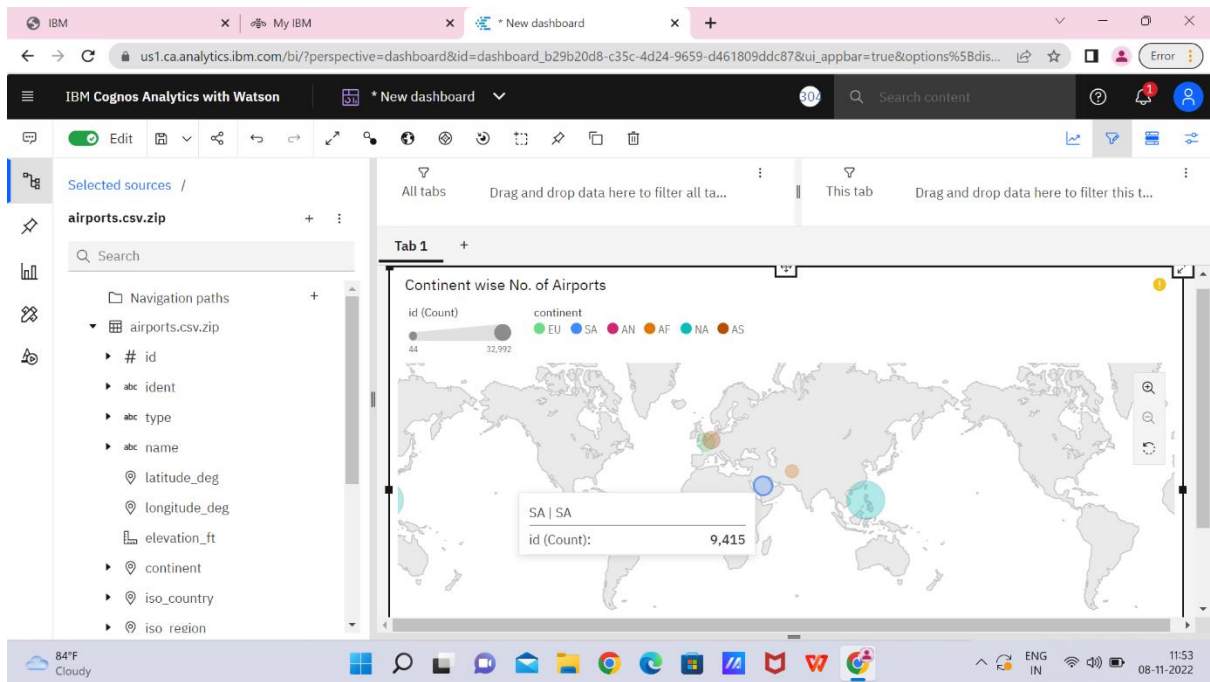 IBM
My IBM
* New dashboard
us1.ca.analytics.ibm.com/bi/?perspective=dashboard&id=dashboard_b29b20d8-c35c-4d24-9659-d461809ddc87&ui_appbar=true&options%5Bdis...
Error
IBM Cognos Analytics with Watson
* New dashboard
304
Search content
1
Edit
Selected sources /
airports.csv.zip
Search
Navigation paths
airports.csv.zip
# id
abc ident
abc type
abc name
latitude_deg
longitude_deg
elevation_ft
continent
iso_country
iso_region
All tabs
Drag and drop data here to filter all ta...
This tab
Drag and drop data here to filter this t...
Tab 1 +
Continent wise No. of Airports
id (Count)
44
32,992
continent
EU SA AN AF NA AS
SA | SA
id (Count): 9,415
84°F
Cloudy
ENG
IN
11:53
08-11-2022